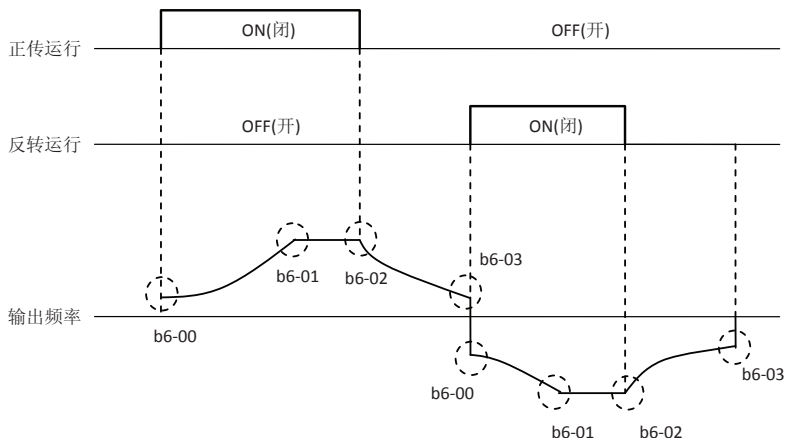 ON(闭)
OFF(开)
正传运行
OFF(开)
ON(闭)
反转运行
b6-03
b6-01
b6-02
输出频率
b6-00
b6-00
b6-03
b6-01
b6-02